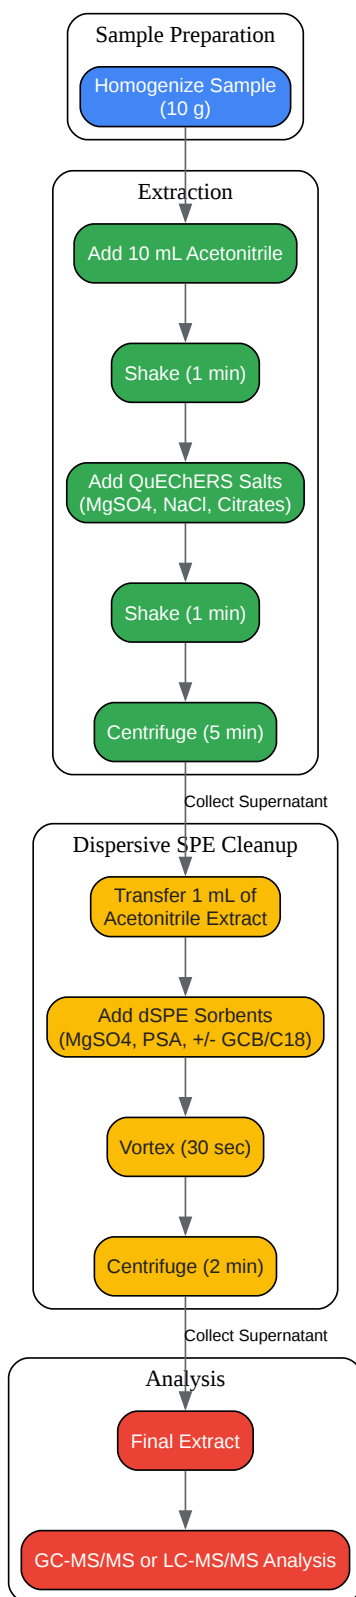 Sample Preparation
Homogenize Sample
(10 g)
Extraction
Add 10 mL Acetonitrile
Shake (1 min)
Add QuEChERS Salts
(MgSO4, NaCl, Citrates)
Shake (1 min)
Centrifuge (5 min)
Collect Supernatant
Dispersive SPE Cleanup
Transfer 1 mL of
Acetonitrile Extract
Add dSPE Sorbents
(MgSO4, PSA, +/- GCB/C18)
Vortex (30 sec)
Centrifuge (2 min)
Collect Supernatant
Analysis
Final Extract
GC-MS/MS or LC-MS/MS Analysis